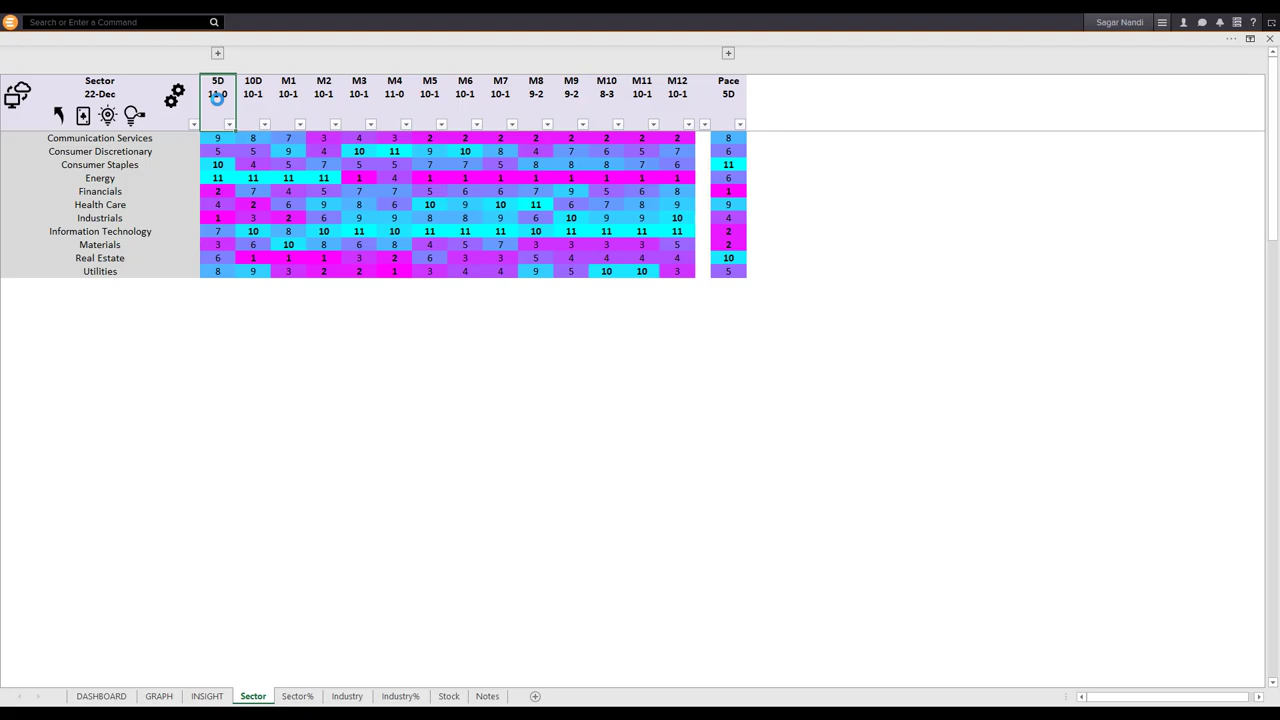 Search or Enter a Command
Sagar Nandi
Sector 5D 10D M1 M2 M3 M4 M5 M6 M7 M8 M9 M10 M11 M12 Pace
22-Dec 11-0 10-1 10-1 10-1 10-1 11-0 10-1 10-1 10-1 9-2 9-2 8-3 10-1 10-1 5D
Communication Services 9 8 7 3 4 3 2 2 2 2 2 2 2 2 8
Consumer Discretionary 5 5 9 4 10 11 9 10 8 4 7 6 5 7 6
Consumer Staples 10 4 5 7 5 5 7 7 5 8 8 8 7 6 11
Energy 11 11 11 11 1 4 1 1 1 1 1 1 1 1 6
Financials 2 7 4 5 7 7 5 6 6 7 9 5 6 8 1
Health Care 4 2 6 9 8 6 10 9 10 11 6 7 8 9 9
Industrials 1 3 2 6 9 9 8 8 9 6 10 9 9 10 4
Information Technology 7 10 8 10 11 10 11 11 11 10 11 11 11 11 2
Materials 3 6 10 8 6 8 4 5 7 3 3 3 3 5 2
Real Estate 6 1 1 1 3 2 6 3 3 5 4 4 4 4 10
Utilities 8 9 3 2 2 1 3 4 4 9 5 10 10 3 5
DASHBOARD GRAPH INSIGHT Sector Sector% Industry Industry% Stock Notes